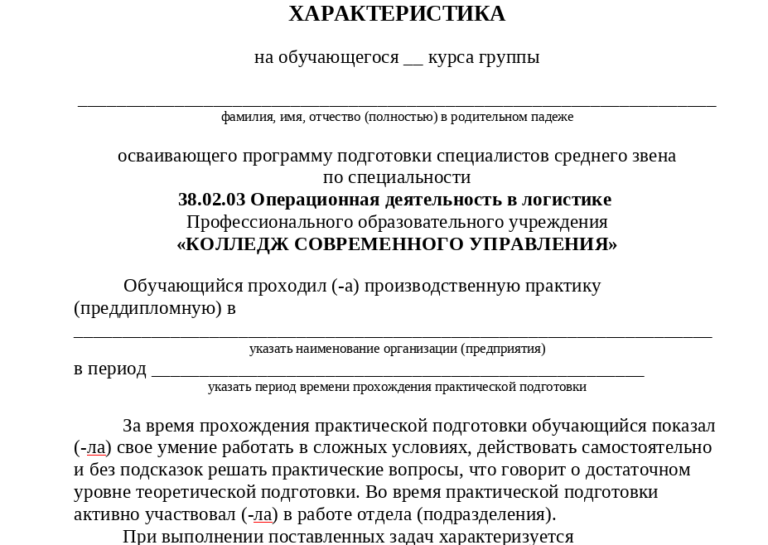 ХАРАКТЕРИСТИКА
на обучающегося __ курса группы
_______________________________________________________________________
фамилия, имя, отчество (полностью) в родительном падеже
осваивающего программу подготовки специалистов среднего звена
по специальности
38.02.03 Операционная деятельность в логистике
Профессионального образовательного учреждения
«КОЛЛЕДЖ СОВРЕМЕННОГО УПРАВЛЕНИЯ»
Обучающийся проходил (-а) производственную практику
(преддипломную) в
_______________________________________________________________________
указать наименование организации (предприятия)
в период _______________________________________________________
указать период времени прохождения практической подготовки
За время прохождения практической подготовки обучающийся показал
(-ла) свое умение работать в сложных условиях, действовать самостоятельно
и без подсказок решать практические вопросы, что говорит о достаточном
уровне теоретической подготовки. Во время практической подготовки
активно участвовал (-ла) в работе отдела (подразделения).
При выполнении поставленных задач характеризуется